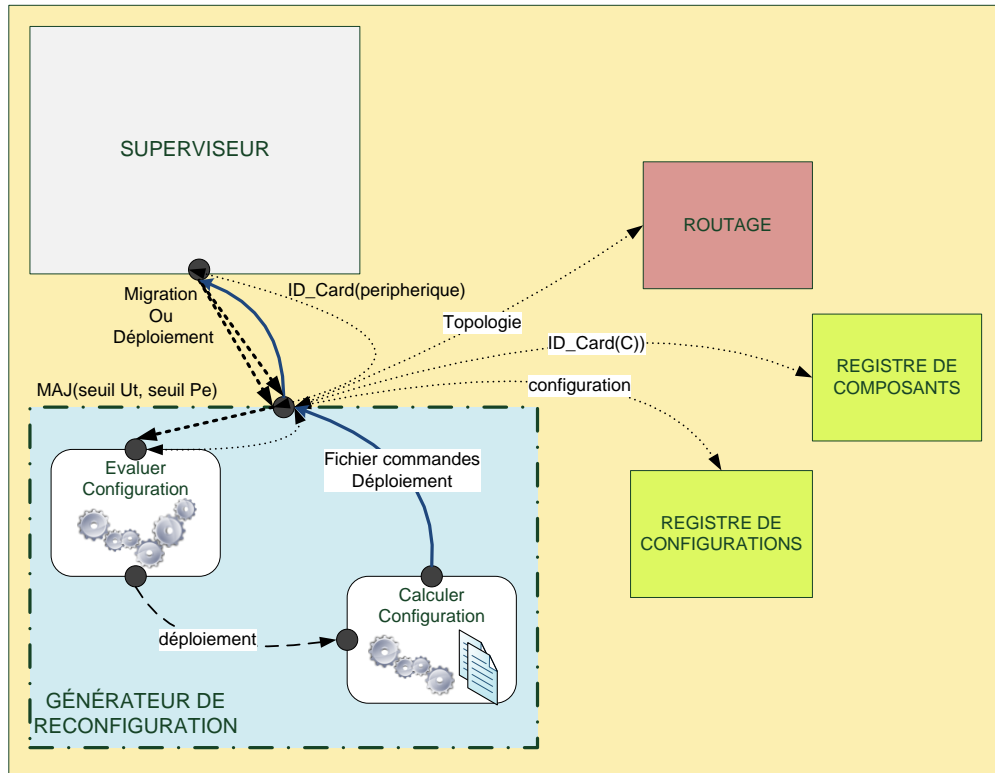 SUPERVISEUR
ROUTAGE
Migration
Ou
Déploiement
ID_Card(peripherique)
Topologie
ID_Card(C))
REGISTRE DE
COMPOSANTS
configuration
MAJ(seuil Ut, seuil Pe)
Evaluer
Configuration
Fichier commandes
Déploiement
REGISTRE DE
CONFIGURATIONS
Calculer
Configuration
déploiement
GÉNÉRATEUR DE
RECONFIGURATION